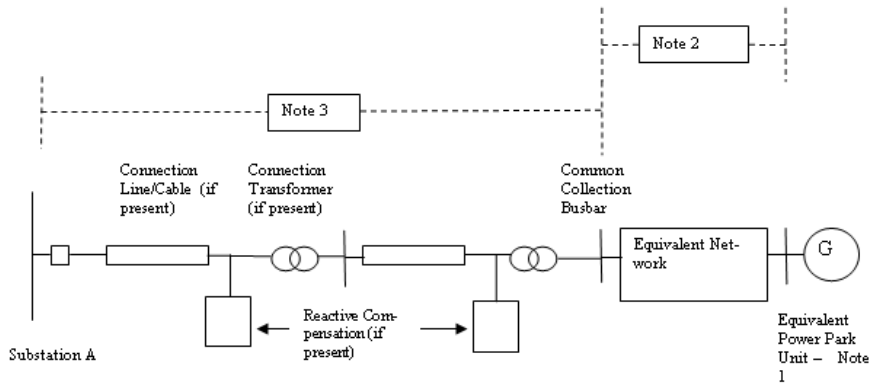 Note 2
Note 3
Connection
Line/Cable (if
present)
Connection
Transformer
(if present)
Common
Collection
Busbar
Equivalent Net-
work
G
Reactive Com-
pensation (if
present)
Substation A
Equivalent
Power Park
Unit – Note
1